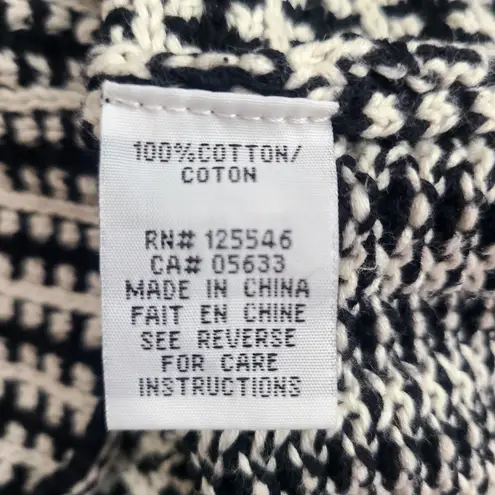 100%COTTON/
COTON
RN# 125546
CA# 05633
MADE IN CHINA
FAIT EN CHINE
SEE REVERSE
FOR CARE
INSTRUCTIONS